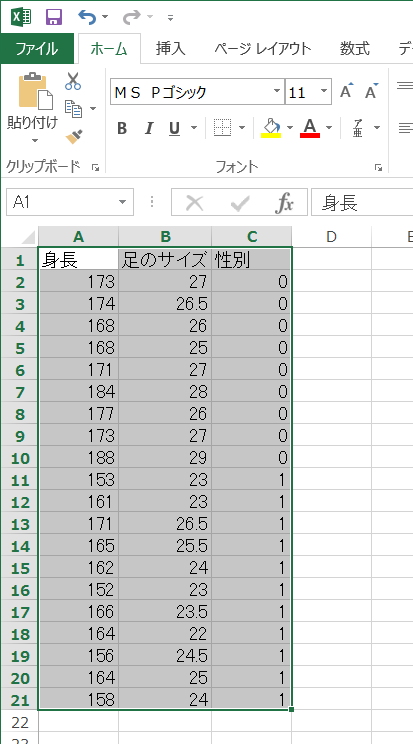 ファイル ホーム 挿入 ページ レイアウト 数式 デ
貼り付け
ＭＳ Ｐゴシック 11 A A
B I U A ア亜
クリップボード フォント
A1 fx 身長
A B C D E
1 身長 足のサイズ 性別
2 173 27 0
3 174 26.5 0
4 168 26 0
5 168 25 0
6 171 27 0
7 184 28 0
8 177 26 0
9 173 27 0
10 188 29 0
11 153 23 1
12 161 23 1
13 171 26.5 1
14 165 25.5 1
15 162 24 1
16 152 23 1
17 166 23.5 1
18 164 22 1
19 156 24.5 1
20 164 25 1
21 158 24 1
22